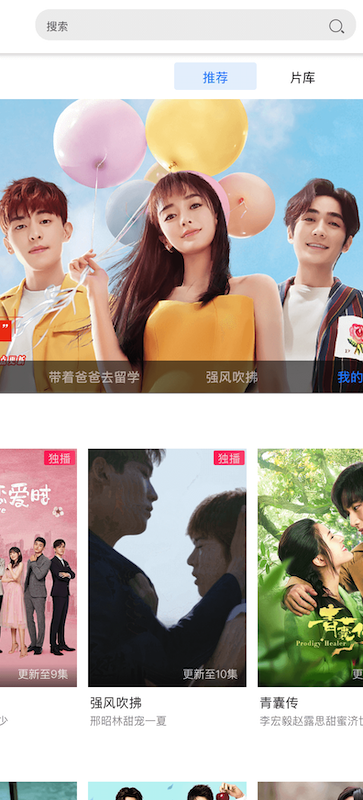 搜索
推荐
片库
”
带着爸爸去留学
强风吹拂
我的
恋爱时
独播
独播
青囊传
Prodigy Healer
更新至9集
更新至10集
更
强风吹拂
青囊传
少
邢昭林甜宠一夏
李宏毅赵露思甜蜜济世